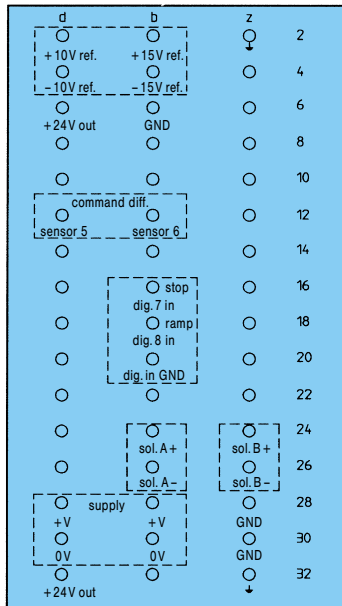 d b z
2
+10V ref. +15V ref.
4
−10V ref. −15V ref.
6
+24V out GND
8
10
command diff.
12
sensor 5 sensor 6
14
stop 16
dig.7 in
ramp 18
dig.8 in
20
dig.in GND
22
24
sol.A+ sol.B+
26
sol.A− sol.B−
supply 28
+V +V GND
30
0V 0V GND
32
+24V out